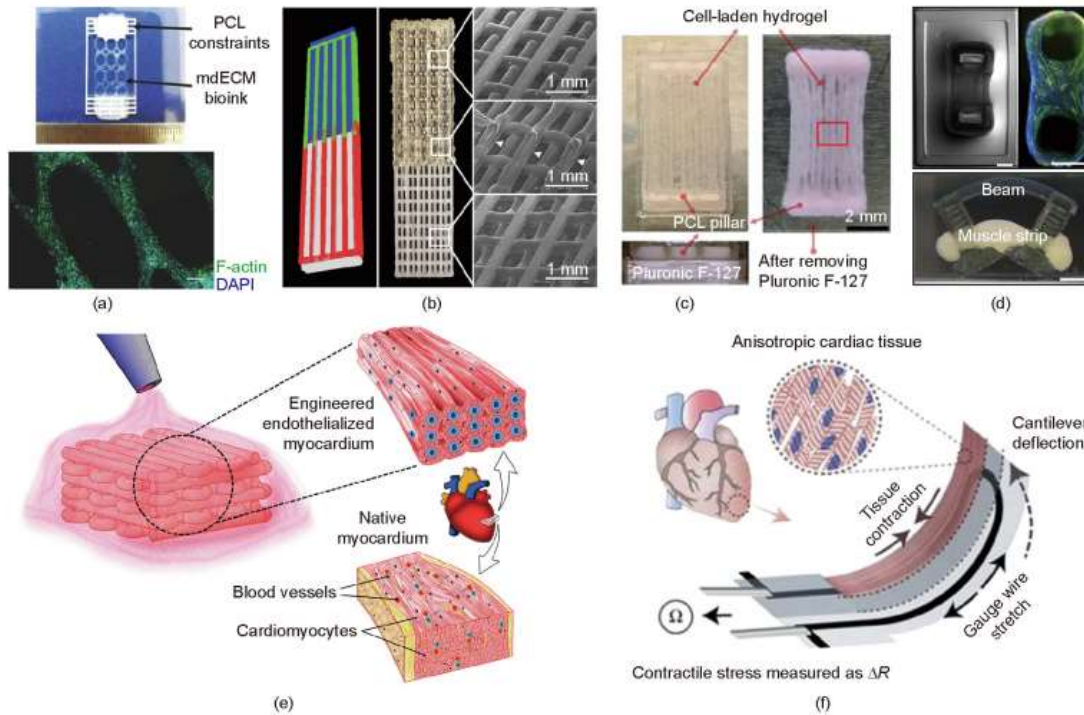 PCL
constraints
mdECM
bioink
F-actin
DAPI
(a)
1 mm
1 mm
1 mm
(b)
Cell-laden hydrogel
PCL pillar
2 mm
Pluronic F-127
After removing
Pluronic F-127
(c)
Beam
Muscle strip
(d)
Engineered
endothelialized
myocardium
Native
myocardium
Blood vessels
Cardiomyocytes
(e)
Anisotropic cardiac tissue
Cantilever
deflection
Tissue
contraction
Gauge wire
stretch
Ω
Contractile stress measured as ΔR
(f)